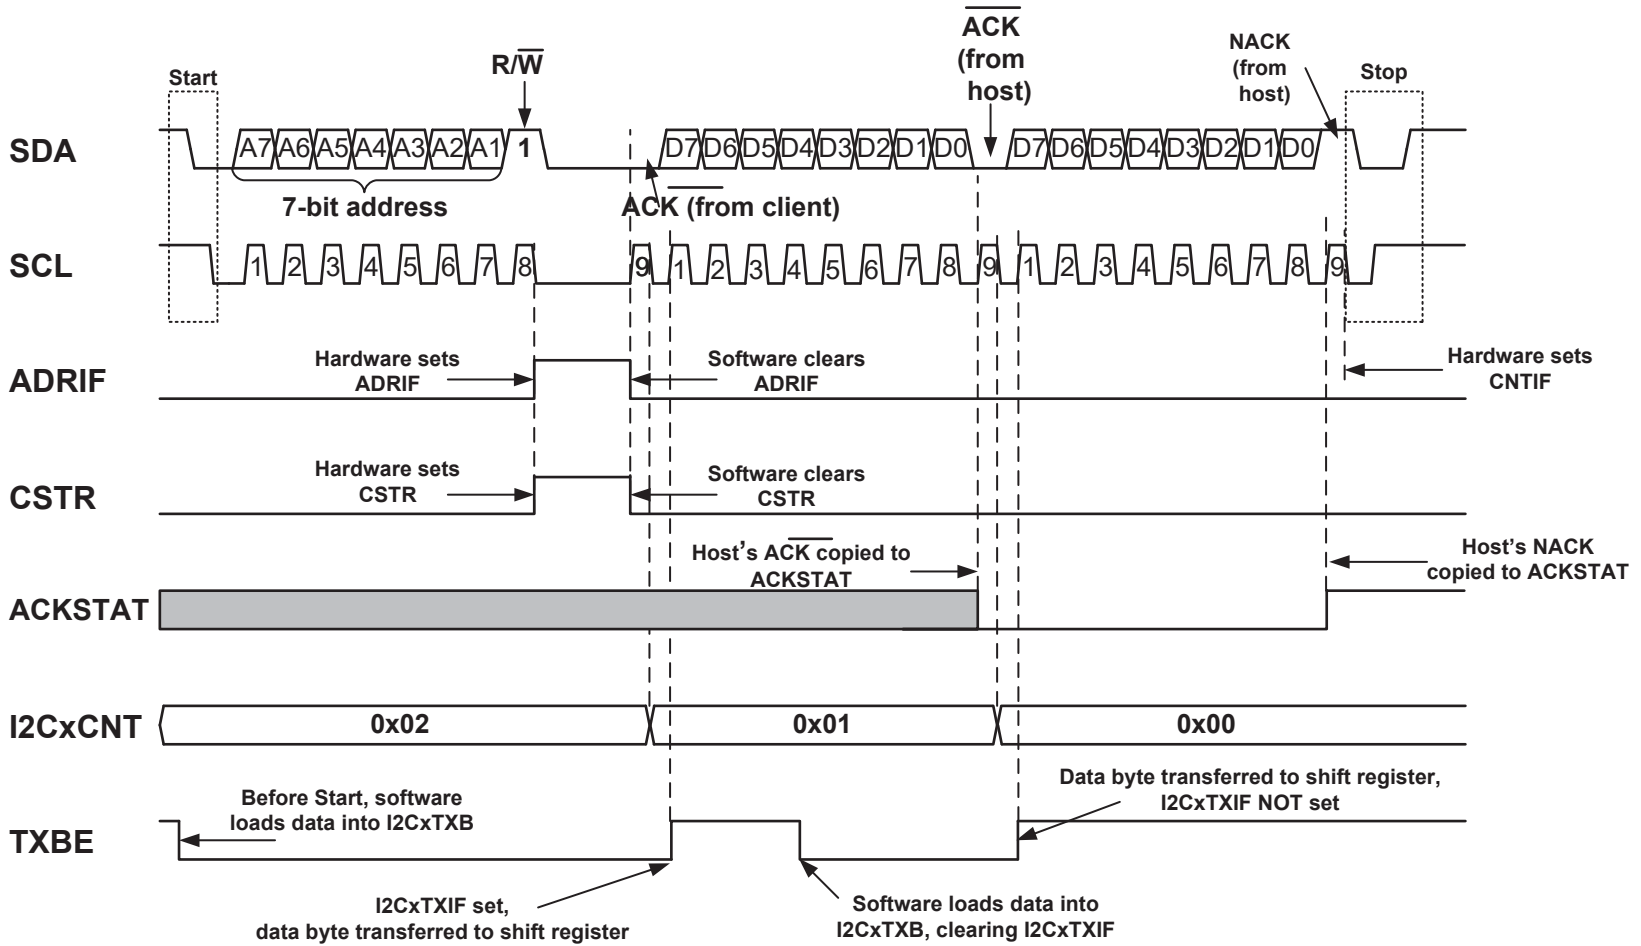 ACK
(from
host)
NACK
(from
host)
R/W
Start
Stop
SDA
A7 A6 A5 A4 A3 A2 A1 1 D7 D6 D5 D4 D3 D2 D1 D0 D7 D6 D5 D4 D3 D2 D1 D0
7-bit address
ACK (from client)
SCL
1 2 3 4 5 6 7 8 9 1 2 3 4 5 6 7 8 9 1 2 3 4 5 6 7 8 9
ADRIF
Hardware sets
ADRIF
Software clears
ADRIF
Hardware sets
CNTIF
CSTR
Hardware sets
CSTR
Software clears
CSTR
Host's ACK copied to
ACKSTAT
Host's NACK
copied to ACKSTAT
ACKSTAT
I2CxCNT
0x02
0x01
0x00
TXBE
Before Start, software
loads data into I2CxTXB
Data byte transferred to shift register,
I2CxTXIF NOT set
I2CxTXIF set,
data byte transferred to shift register
Software loads data into
I2CxTXB, clearing I2CxTXIF